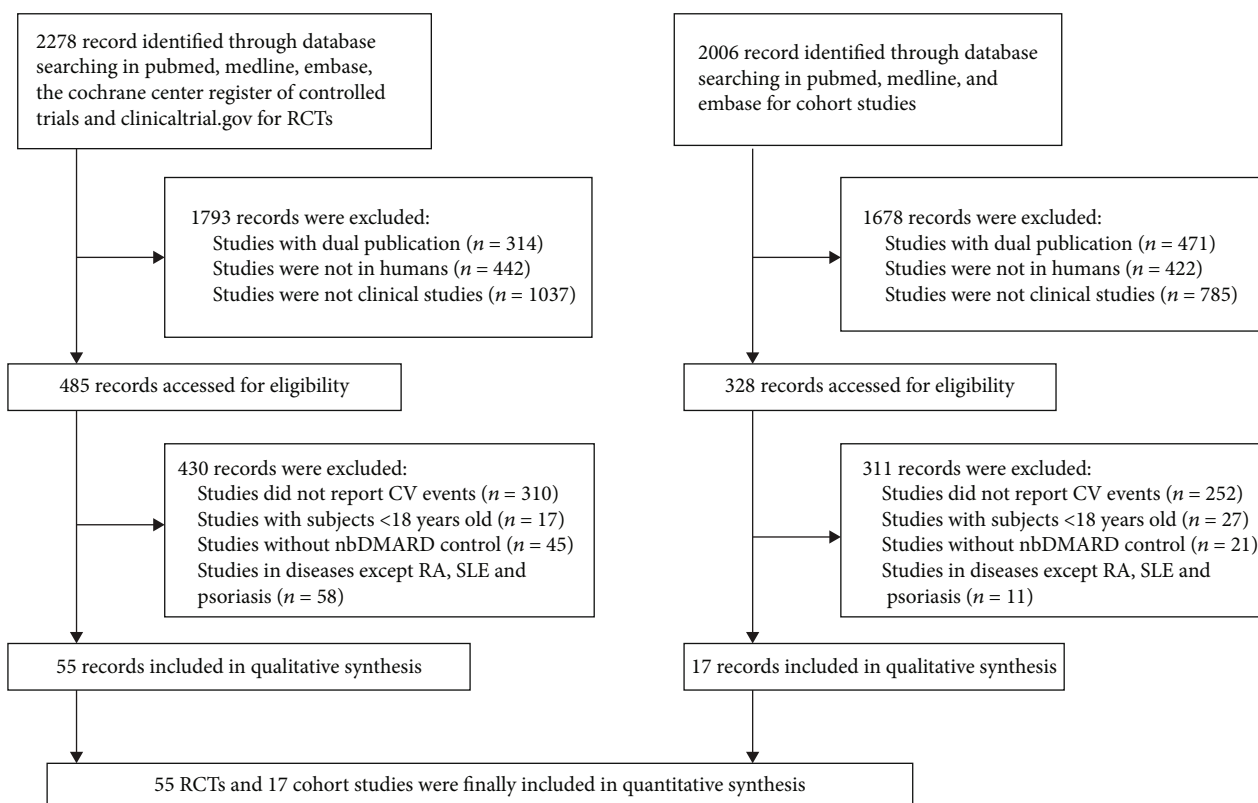 2278 record identified through database
searching in pubmed, medline, embase,
the cochrane center register of controlled
trials and clinicaltrial.gov for RCTs
2006 record identified through database
searching in pubmed, medline, and
embase for cohort studies
1793 records were excluded:
Studies with dual publication (n = 314)
Studies were not in humans (n = 442)
Studies were not clinical studies (n = 1037)
1678 records were excluded:
Studies with dual publication (n = 471)
Studies were not in humans (n = 422)
Studies were not clinical studies (n = 785)
485 records accessed for eligibility
328 records accessed for eligibility
430 records were excluded:
Studies did not report CV events (n = 310)
Studies with subjects <18 years old (n = 17)
Studies without nbDMARD control (n = 45)
Studies in diseases except RA, SLE and
psoriasis (n = 58)
311 records were excluded:
Studies did not report CV events (n = 252)
Studies with subjects <18 years old (n = 27)
Studies without nbDMARD control (n = 21)
Studies in diseases except RA, SLE and
psoriasis (n = 11)
55 records included in qualitative synthesis
17 records included in qualitative synthesis
55 RCTs and 17 cohort studies were finally included in quantitative synthesis